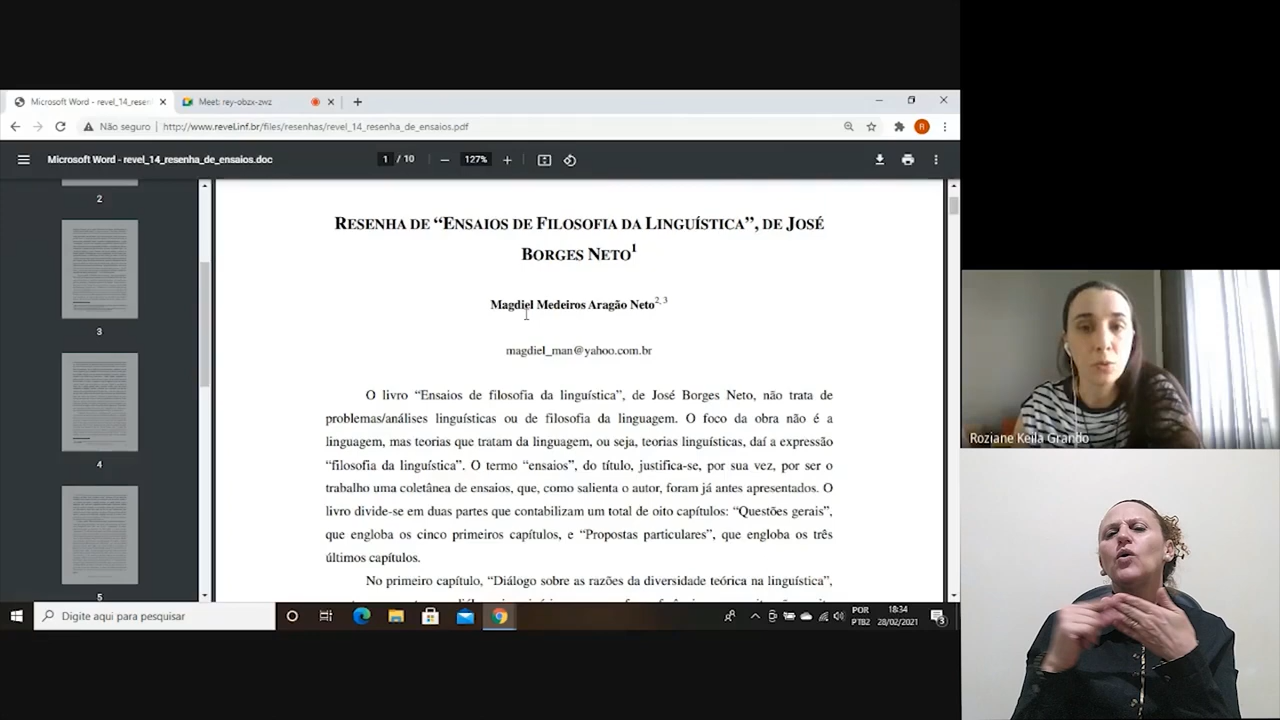 Microsoft Word - revel_14_resen
Meet: rey-obzx-zwz
Não seguro
http://www.revel.inf.br/files/resenhas/revel_14_resenha_de_ensaios.pdf
R
Microsoft Word - revel_14_resenha_de_ensaios.doc
1 / 10
127%
2
3
4
5
RESENHA DE “ENSAIOS DE FILOSOFIA DA LINGUÍSTICA”, DE JOSÉ
BORGES NETO1
Magdiel Medeiros Aragão Neto2, 3
magdiel_man@yahoo.com.br
O livro “Ensaios de filosofia da linguística”, de José Borges Neto, não trata de
problemas/análises linguísticas ou de filosofia da linguagem. O foco da obra não é a
linguagem, mas teorias que tratam da linguagem, ou seja, teorias linguísticas, daí a expressão
“filosofia da linguística”. O termo “ensaios”, do título, justifica-se, por sua vez, por ser o
trabalho uma coletânea de ensaios, que, como salienta o autor, foram já antes apresentados. O
livro divide-se em duas partes que contabilizam um total de oito capítulos: “Questões gerais”,
que engloba os cinco primeiros capítulos, e “Propostas particulares”, que engloba os três
últimos capítulos.
No primeiro capítulo, “Diálogo sobre as razões da diversidade teórica na linguística”,
Digite aqui para pesquisar
POR
PTB2
18:34
28/02/2021
3
Roziane Keila Grando